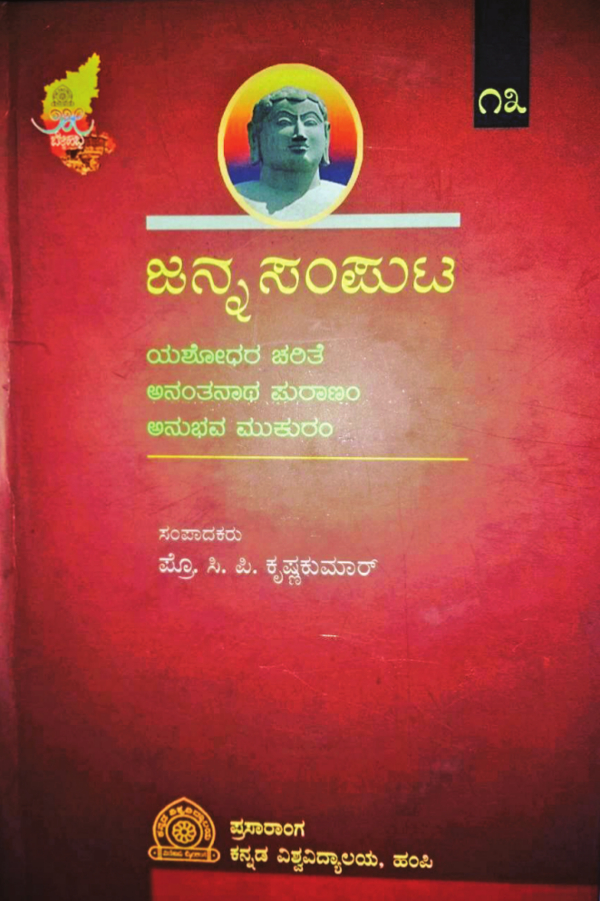 ೧೩
ಜನ್ನ ಸಂಪುಟ
ಯಶೋಧರ ಚರಿತೆ
ಅನಂತನಾಥ ಪುರಾಣಂ
ಅನುಭವ ಮುಕುರಂ
ಸಂಪಾದಕರು
ಪ್ರೊ. ಸಿ. ಪಿ. ಕೃಷ್ಣಕುಮಾರ್
ಪ್ರಸಾರಾಂಗ
ಕನ್ನಡ ವಿಶ್ವವಿದ್ಯಾಲಯ, ಹಂಪಿ